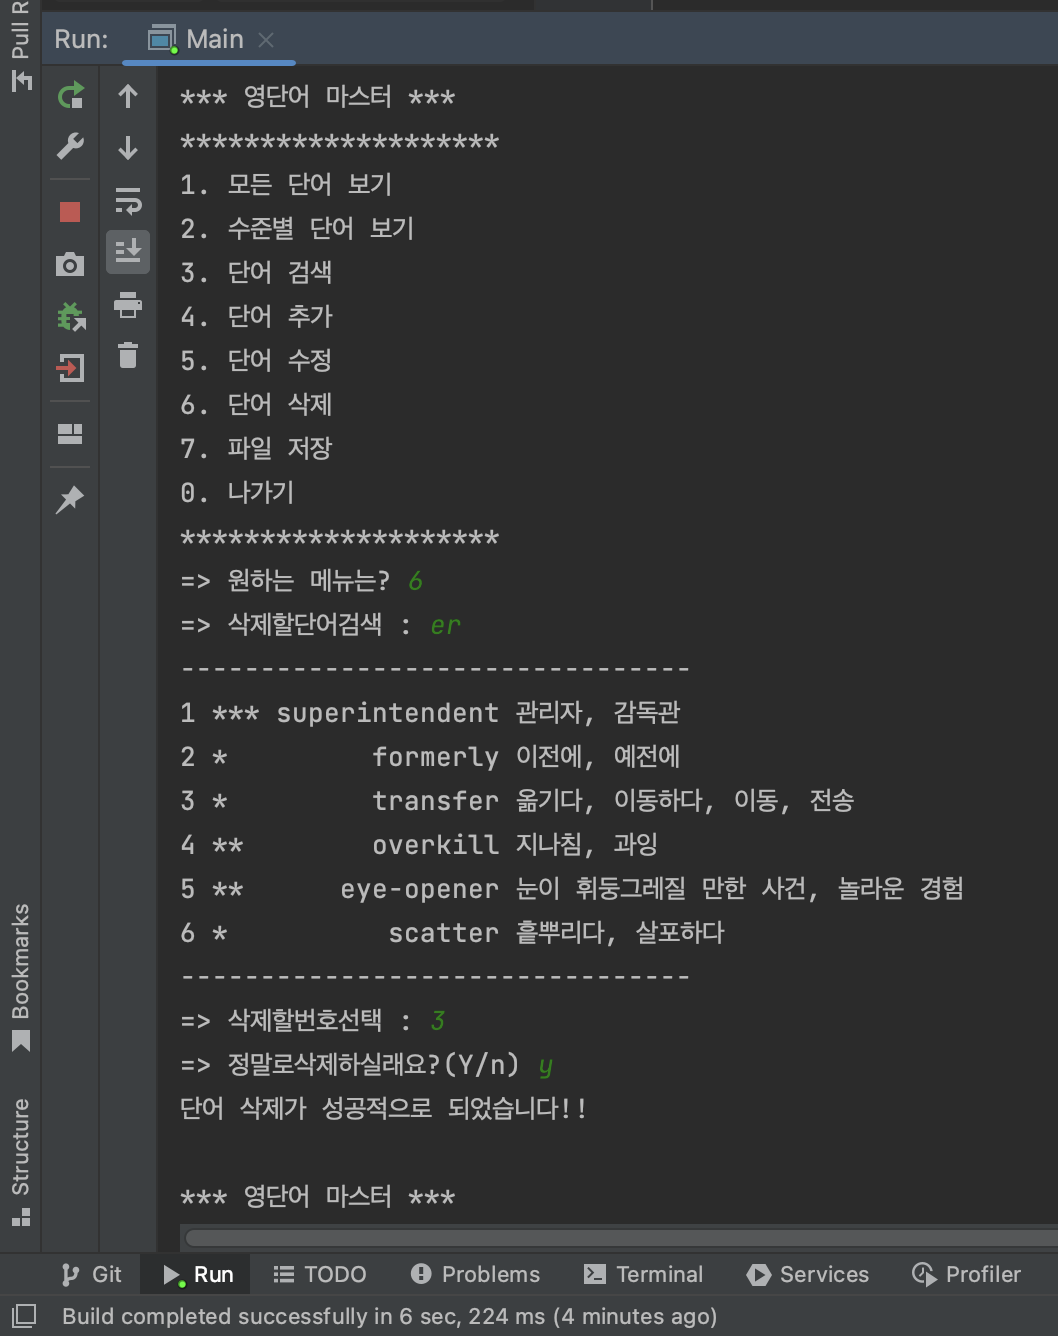 Pull R
Run: Main
*** 영단어 마스터 ***
********************
1. 모든 단어 보기
2. 수준별 단어 보기
3. 단어 검색
4. 단어 추가
5. 단어 수정
6. 단어 삭제
7. 파일 저장
0. 나가기
********************
=> 원하는 메뉴는? 6
=> 삭제할단어검색 : er
--------------------------------
1 *** superintendent 관리자, 감독관
2 *         formerly 이전에, 예전에
3 *         transfer 옮기다, 이동하다, 이동, 전송
4 **        overkill 지나침, 과잉
5 **      eye-opener 눈이 휘둥그레질 만한 사건, 놀라운 경험
6 *          scatter 흩뿌리다, 살포하다
--------------------------------
=> 삭제할번호선택 : 3
=> 정말로삭제하실래요?(Y/n) y
단어 삭제가 성공적으로 되었습니다!!
*** 영단어 마스터 ***
Bookmarks
Structure
Git Run TODO Problems Terminal Services Profiler
Build completed successfully in 6 sec, 224 ms (4 minutes ago)